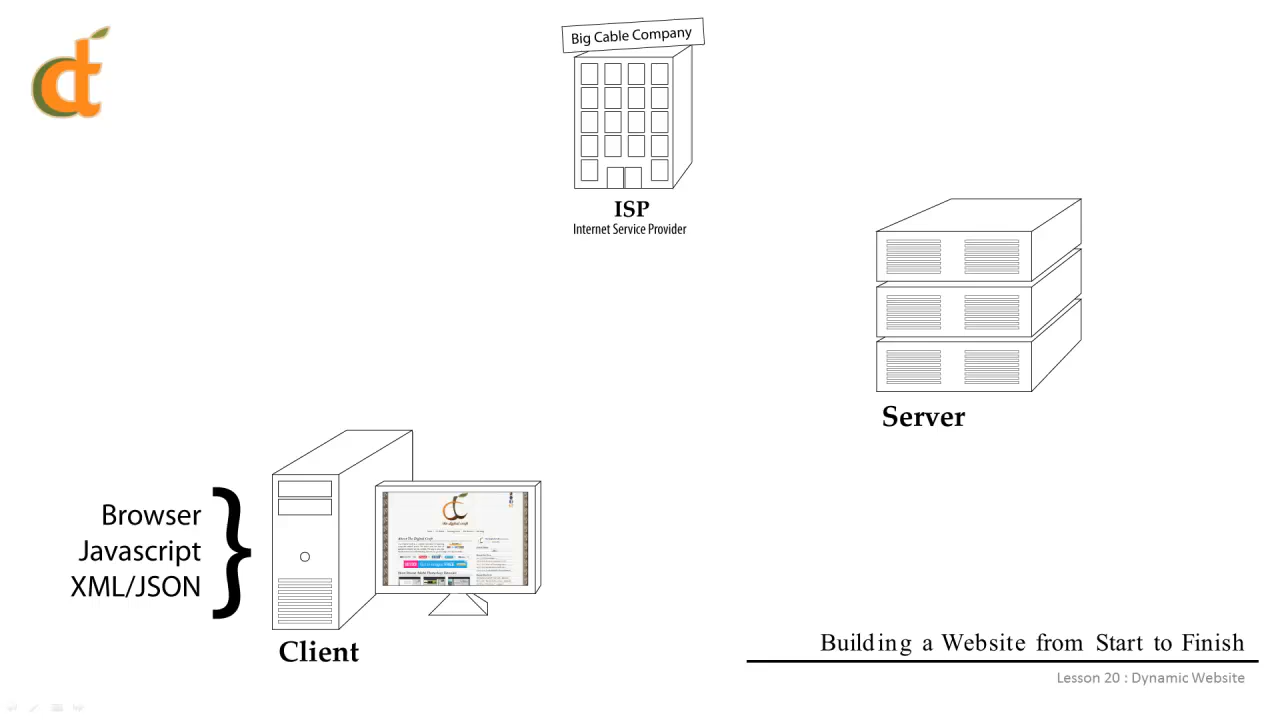 Big Cable Company
ISP
Internet Service Provider
Server
Browser
Javascript
XML/JSON
Client
Building a Website from Start to Finish
Lesson 20 : Dynamic Website